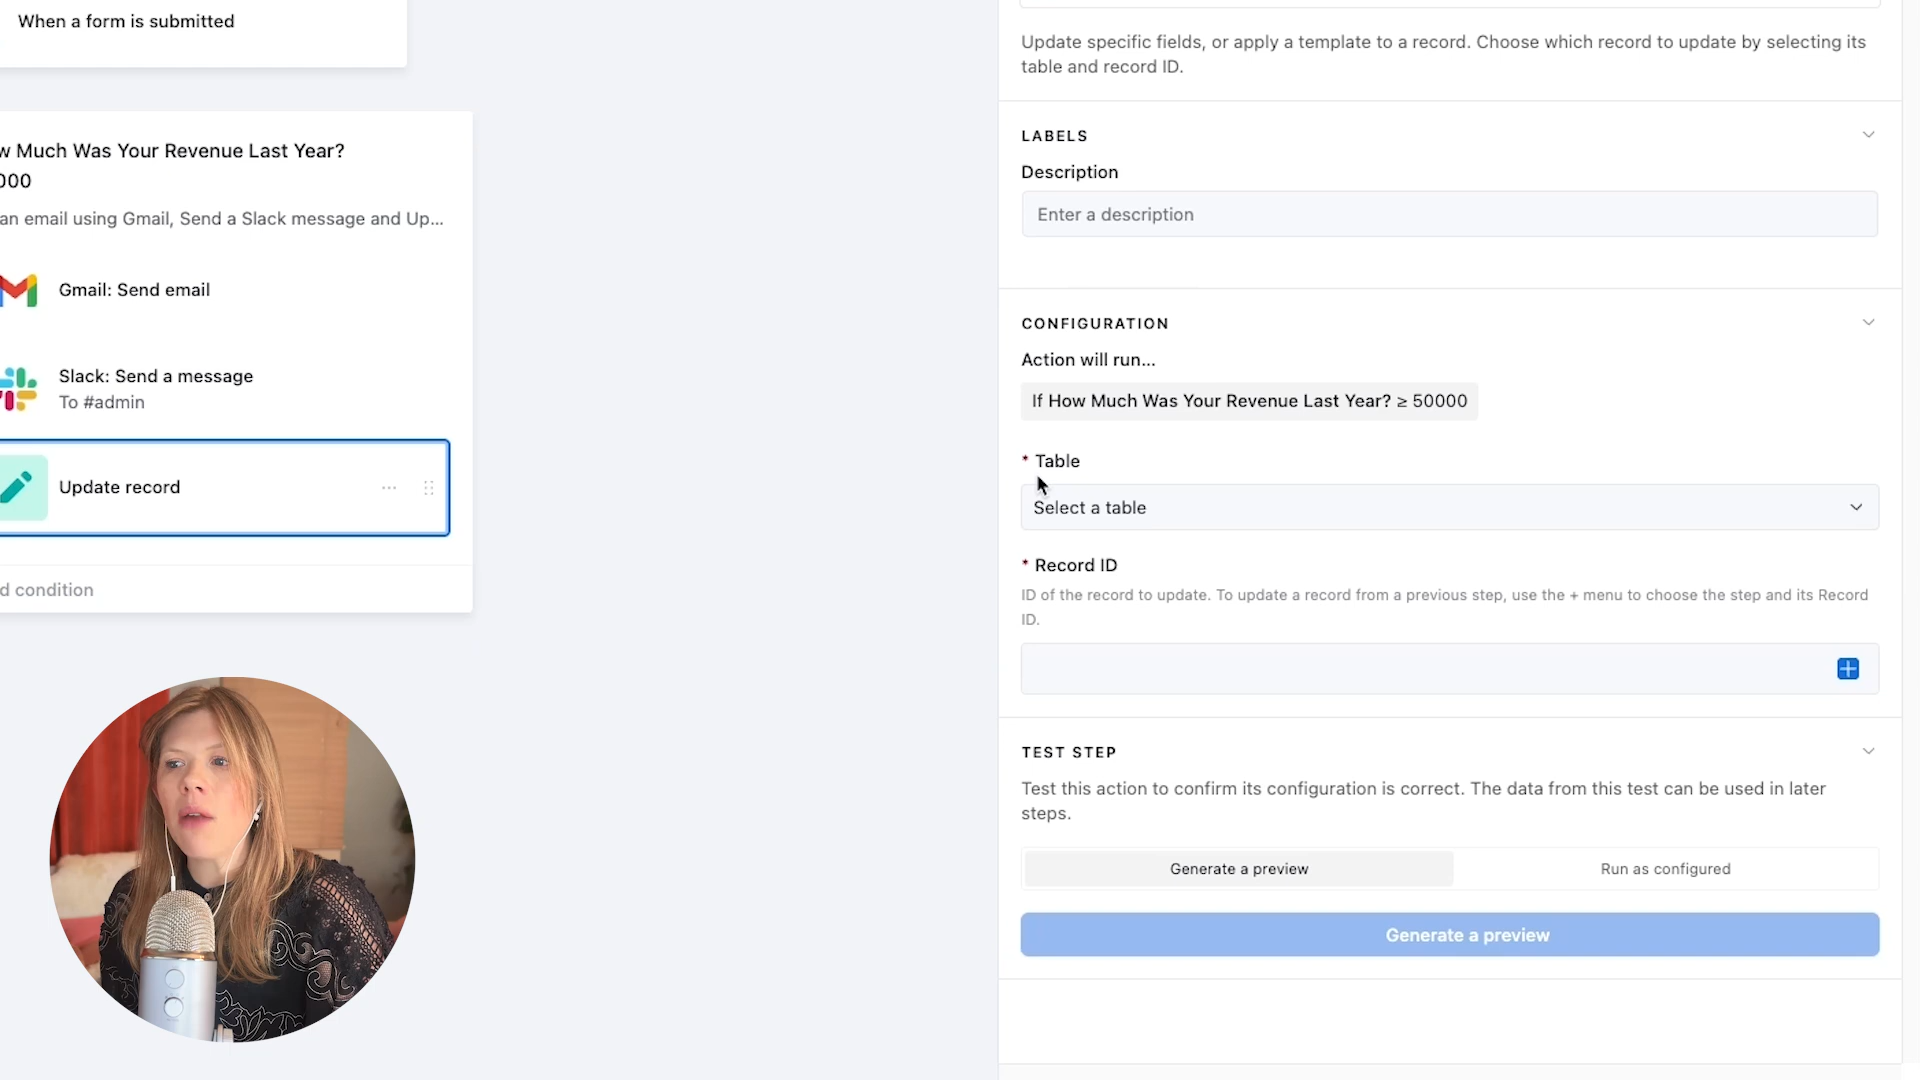 When a form is submitted
w Much Was Your Revenue Last Year?
000
an email using Gmail, Send a Slack message and Up...
Gmail: Send email
Slack: Send a message
To #admin
Update record
d condition
Update specific fields, or apply a template to a record. Choose which record to update by selecting its
table and record ID.
LABELS
Description
Enter a description
CONFIGURATION
Action will run...
If How Much Was Your Revenue Last Year? ≥ 50000
* Table
Select a table
* Record ID
ID of the record to update. To update a record from a previous step, use the + menu to choose the step and its Record
ID.
TEST STEP
Test this action to confirm its configuration is correct. The data from this test can be used in later
steps.
Generate a preview
Run as configured
Generate a preview